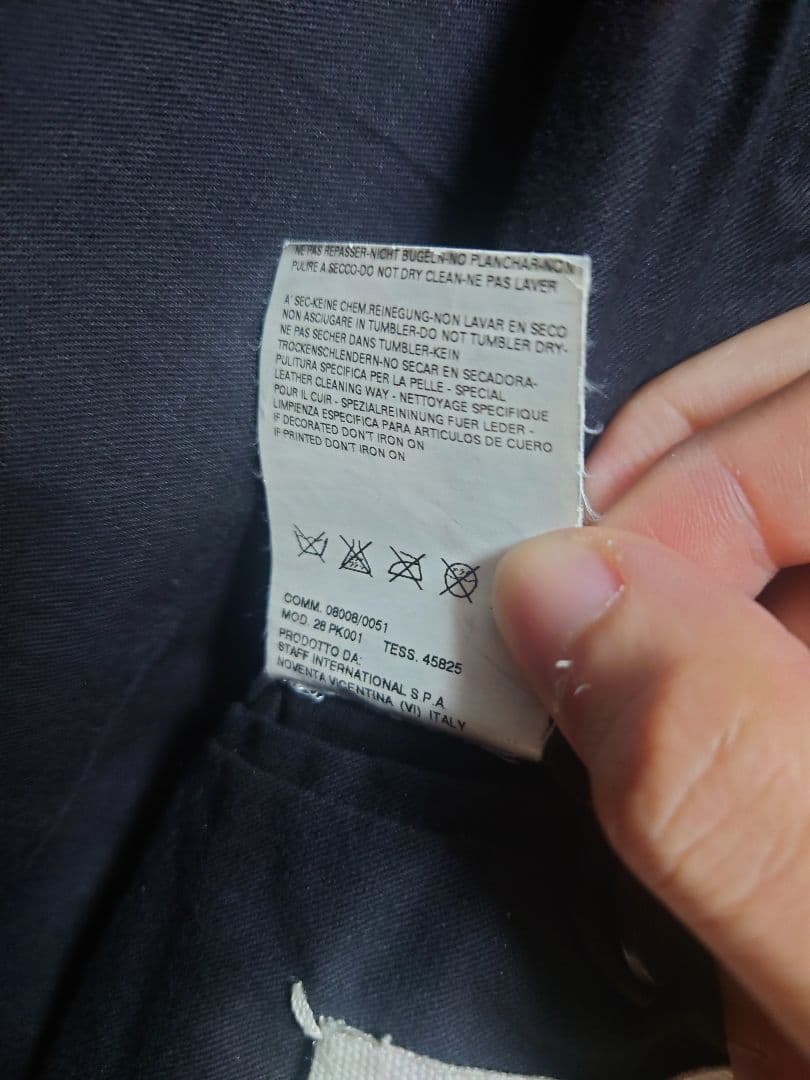 NE PAS REPASSER-NICHT BUGELN-NO PLANCHAR-NON
PULIRE A SECCO-DO NOT DRY CLEAN-NE PAS LAVER
A' SEC-KEINE CHEM.REINEGUNG-NON LAVAR EN SECO
NON ASCIUGARE IN TUMBLER-DO NOT TUMBLER DRY-
NE PAS SECHER DANS TUMBLER-KEIN
TROCKENSCHLENDERN-NO SECAR EN SECADORA-
PULITURA SPECIFICA PER LA PELLE - SPECIAL
LEATHER CLEANING WAY - NETTOYAGE SPECIFIQUE
POUR IL CUIR - SPEZIALREININUNG FUER LEDER -
LIMPIENZA ESPECIFICA PARA ARTICULOS DE CUERO
IF DECORATED DON'T IRON ON
IF PRINTED DON'T IRON ON
COMM. 08008/0051
MOD. 28 PK001 TESS. 45825
PRODOTTO DA:
STAFF INTERNATIONAL S.P.A
NOVENTA VICENTINA (VI) ITALY